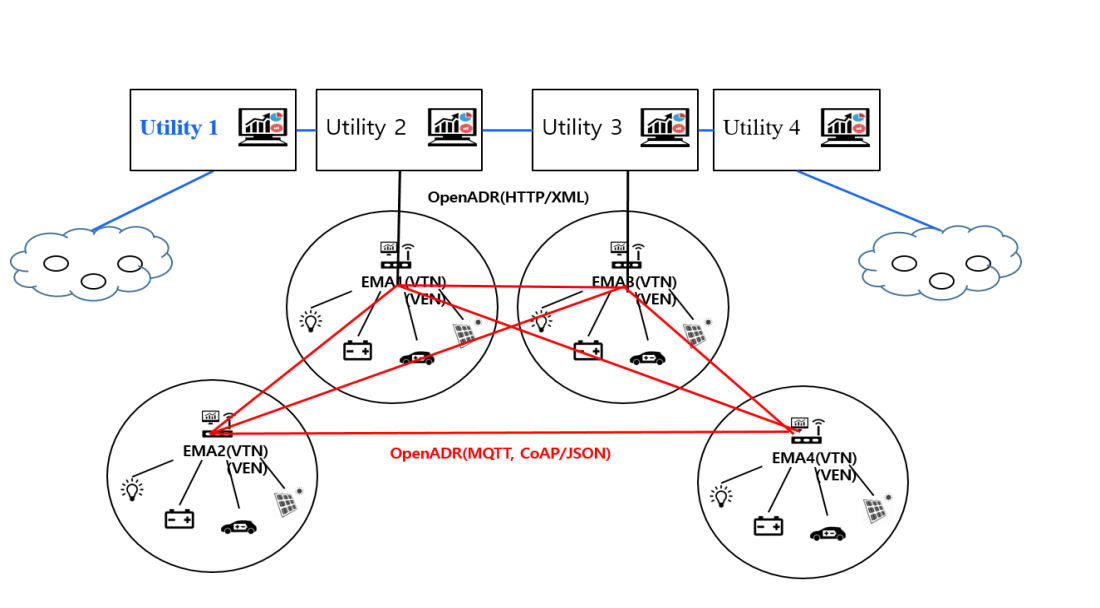 Utility 1
Utility 2
Utility 3
Utility 4
OpenADR(HTTP/XML)
EMA1(VTN)
(VEN)
EMA3(VTN)
(VEN)
EMA2(VTN)
(VEN)
OpenADR(MQTT, CoAP/JSON)
EMA4(VTN)
(VEN)